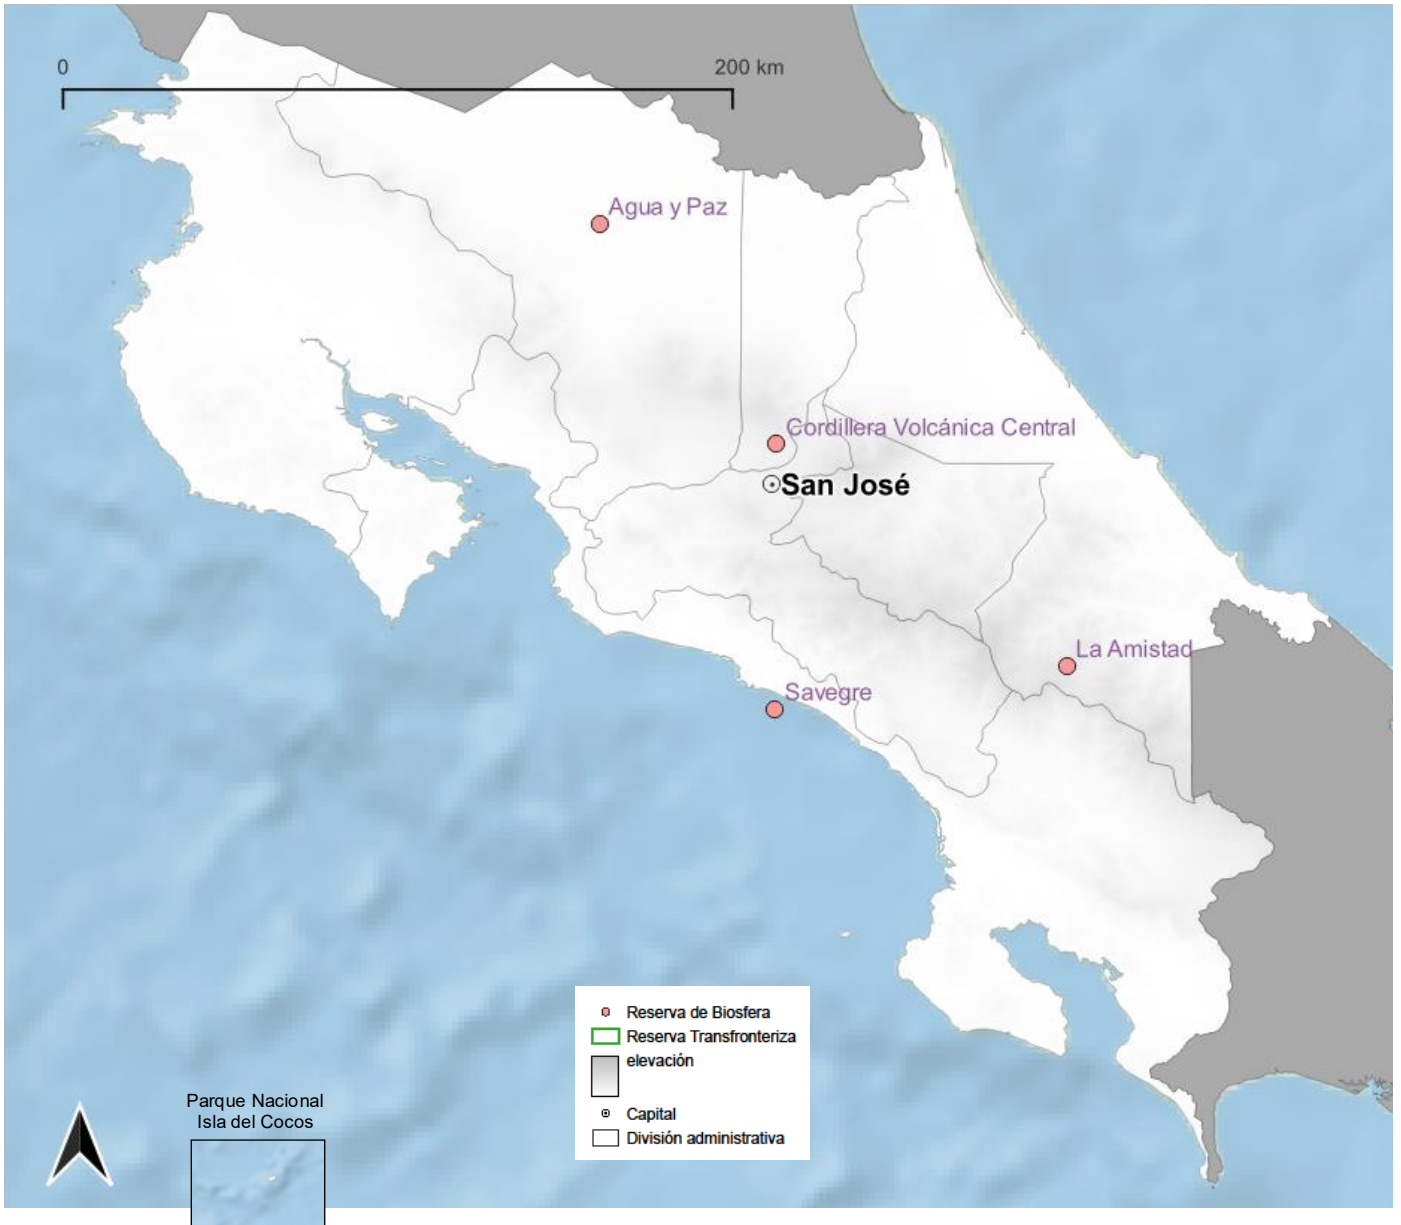 0
200 km
Agua y Paz
Cordillera Volcánica Central
San José
La Amistad
Savegre
Reserva de Biosfera
Reserva Transfronteriza
elevación
Capital
División administrativa
Parque Nacional
Isla del Cocos